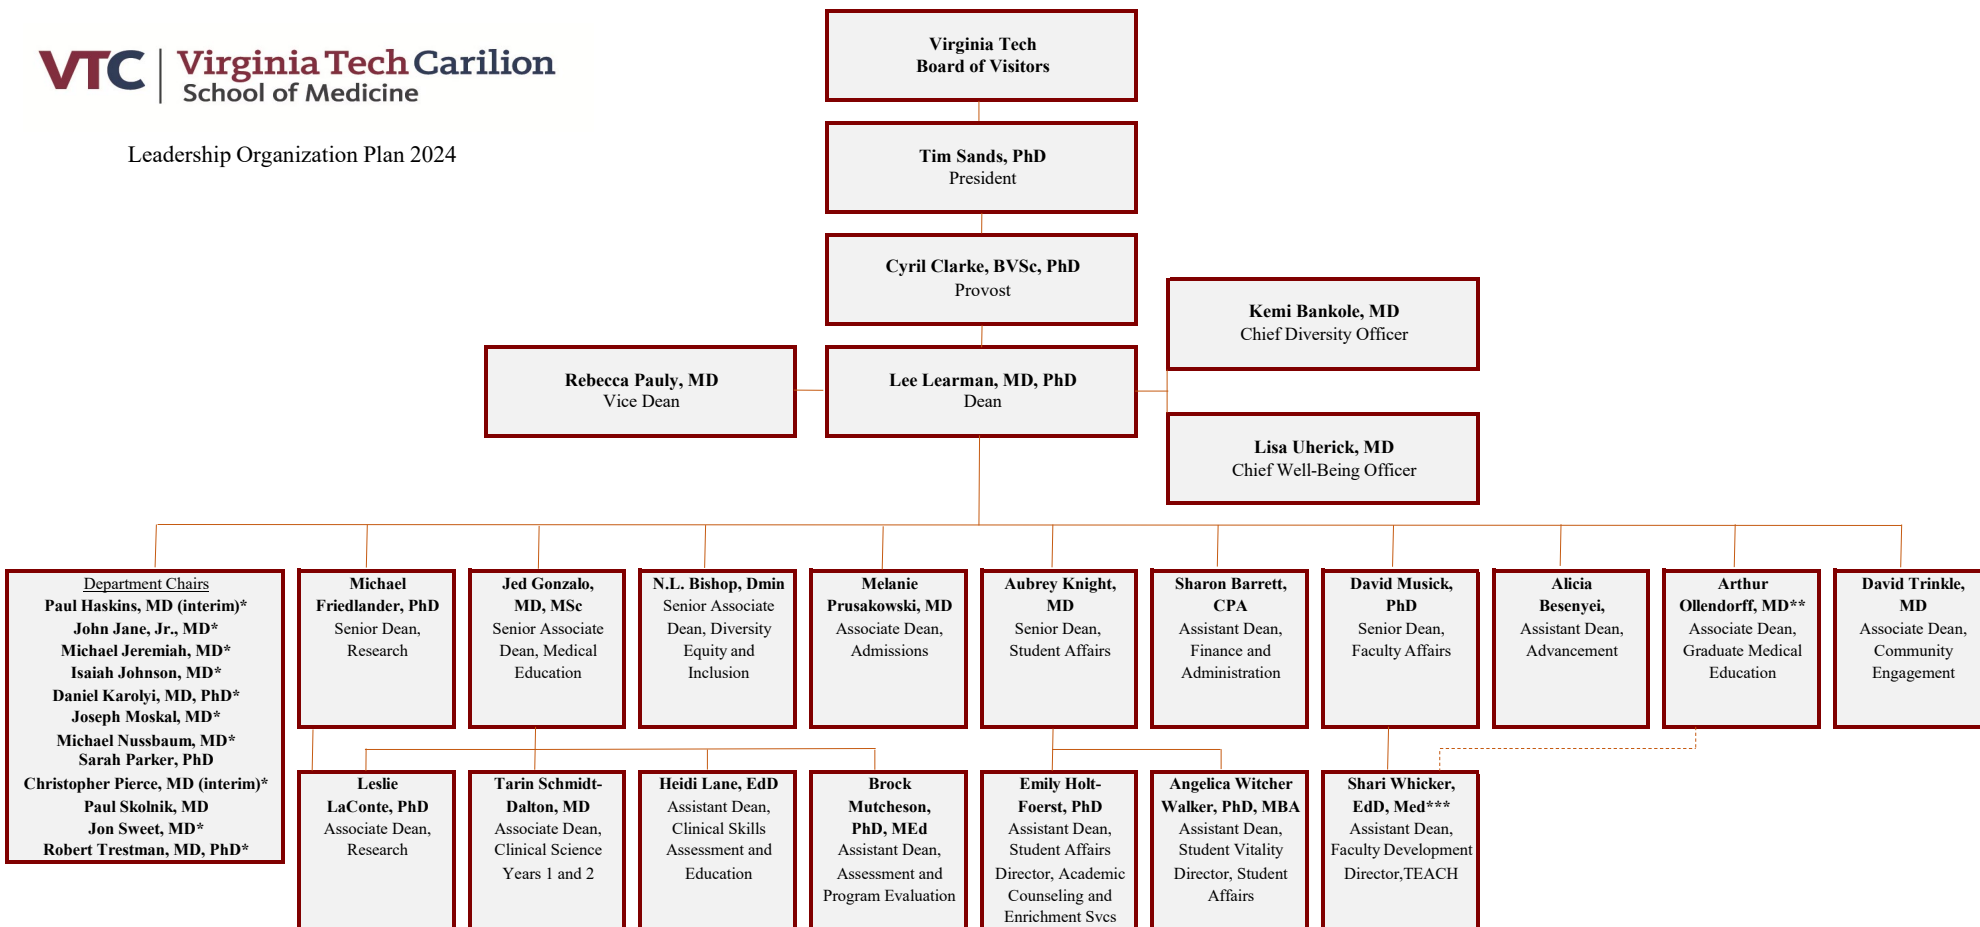 VTC
Virginia Tech Carilion
School of Medicine
Leadership Organization Plan 2024
Virginia Tech
Board of Visitors
Tim Sands, PhD
President
Cyril Clarke, BVSc, PhD
Provost
Kemi Bankole, MD
Chief Diversity Officer
Rebecca Pauly, MD
Vice Dean
Lee Learman, MD, PhD
Dean
Lisa Uherick, MD
Chief Well-Being Officer
Department Chairs
Paul Haskins, MD (interim)*
John Jane, Jr., MD*
Michael Jeremiah, MD*
Isaiah Johnson, MD*
Daniel Karolyi, MD, PhD*
Joseph Moskal, MD*
Michael Nussbaum, MD*
Sarah Parker, PhD
Christopher Pierce, MD (interim)*
Paul Skolnik, MD
Jon Sweet, MD*
Robert Trestman, MD, PhD*
Michael
Friedlander, PhD
Senior Dean,
Research
Jed Gonzalo,
MD, MSc
Senior Associate
Dean, Medical
Education
N.L. Bishop, Dmin
Senior Associate
Dean, Diversity
Equity and
Inclusion
Melanie
Prusakowski, MD
Associate Dean,
Admissions
Aubrey Knight,
MD
Senior Dean,
Student Affairs
Sharon Barrett,
CPA
Assistant Dean,
Finance and
Administration
David Musick,
PhD
Senior Dean,
Faculty Affairs
Alicia
Besenyei,
Assistant Dean,
Advancement
Arthur
Ollendorff, MD**
Associate Dean,
Graduate Medical
Education
David Trinkle,
MD
Associate Dean,
Community
Engagement
Leslie
LaConte, PhD
Associate Dean,
Research
Tarin Schmidt-
Dalton, MD
Associate Dean,
Clinical Science
Years 1 and 2
Heidi Lane, EdD
Assistant Dean,
Clinical Skills
Assessment and
Education
Brock
Mutcheson,
PhD, MEd
Assistant Dean,
Assessment and
Program Evaluation
Emily Holt-
Foerst, PhD
Assistant Dean,
Student Affairs
Director, Academic
Counseling and
Enrichment Svcs
Angelica Witcher
Walker, PhD, MBA
Assistant Dean,
Student Vitality
Director, Student
Affairs
Shari Whicker,
EdD, Med***
Assistant Dean,
Faculty Development
Director,TEACH